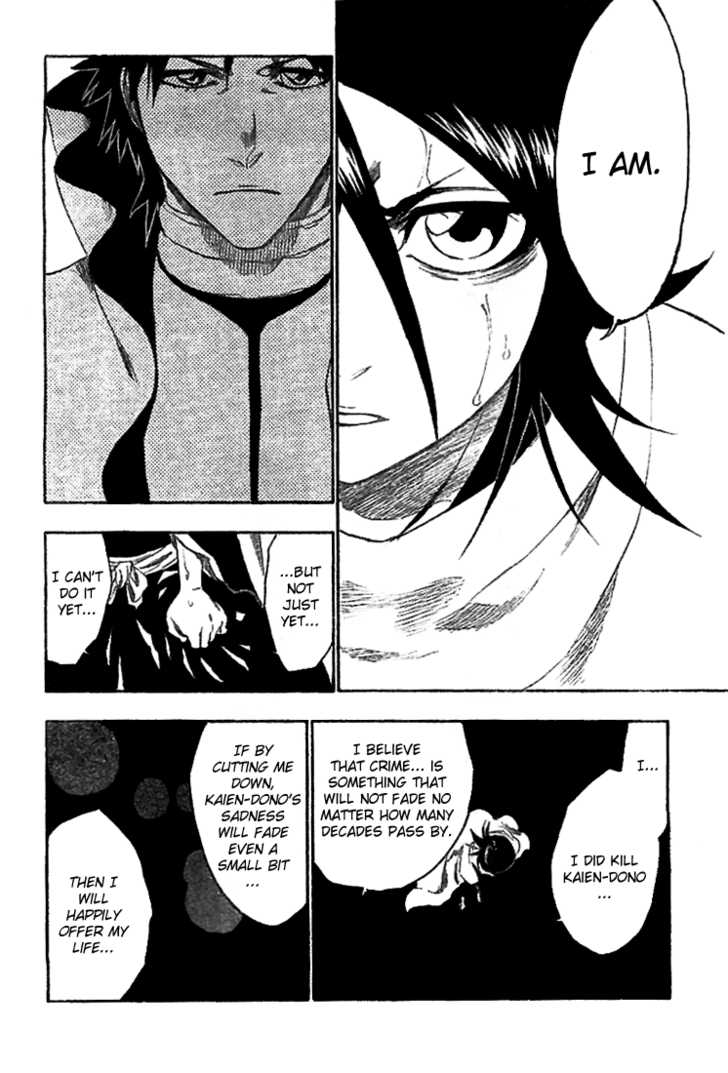 I AM.
...BUT
NOT
JUST
YET...
I CAN'T
DO IT
YET...
I...
I DID KILL
KAIEN-DONO
...
I BELIEVE
THAT CRIME... IS
SOMETHING THAT
WILL NOT FADE NO
MATTER HOW MANY
DECADES PASS BY.
IF BY
CUTTING ME
DOWN,
KAIEN-DONO'S
SADNESS
WILL FADE
EVEN A
SMALL BIT
...
THEN I
WILL
HAPPILY
OFFER MY
LIFE...